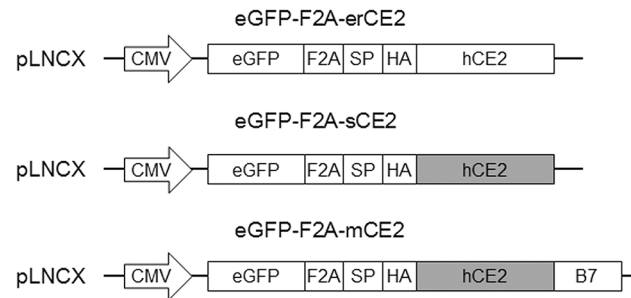 eGFP-F2A-erCE2
pLNCX CMV eGFP F2A SP HA hCE2
eGFP-F2A-sCE2
pLNCX CMV eGFP F2A SP HA hCE2
eGFP-F2A-mCE2
pLNCX CMV eGFP F2A SP HA hCE2 B7